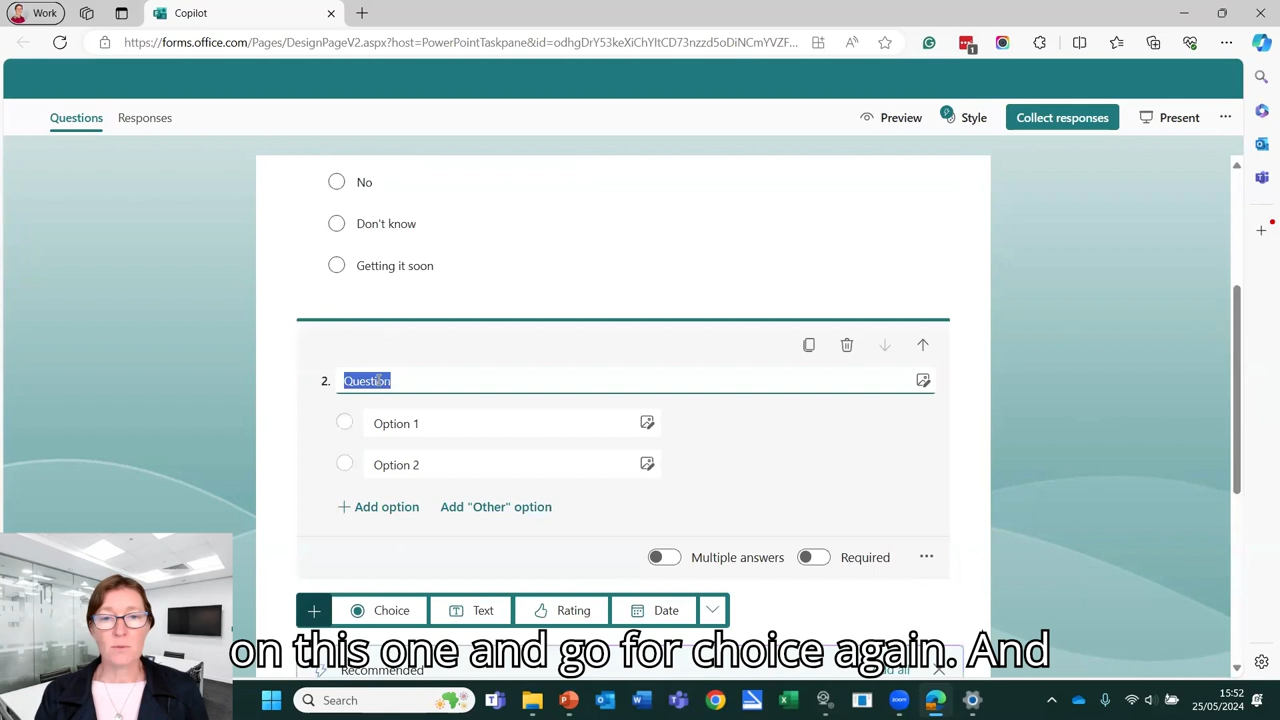 Work
Copilot
https://forms.office.com/Pages/DesignPageV2.aspx?host=PowerPointTaskpane&id=odhgDrY53keXiChYItCD73nzzd5oDiNCmYVZF...
1
Questions
Responses
Preview
Style
Collect responses
Present
No
Don't know
Getting it soon
2.
Question
Option 1
Option 2
Add option
Add "Other" option
Multiple answers
Required
Choice
Text
Rating
Date
on this one and go for choice again. And
Recommended
all
Search
15:52
25/05/2024